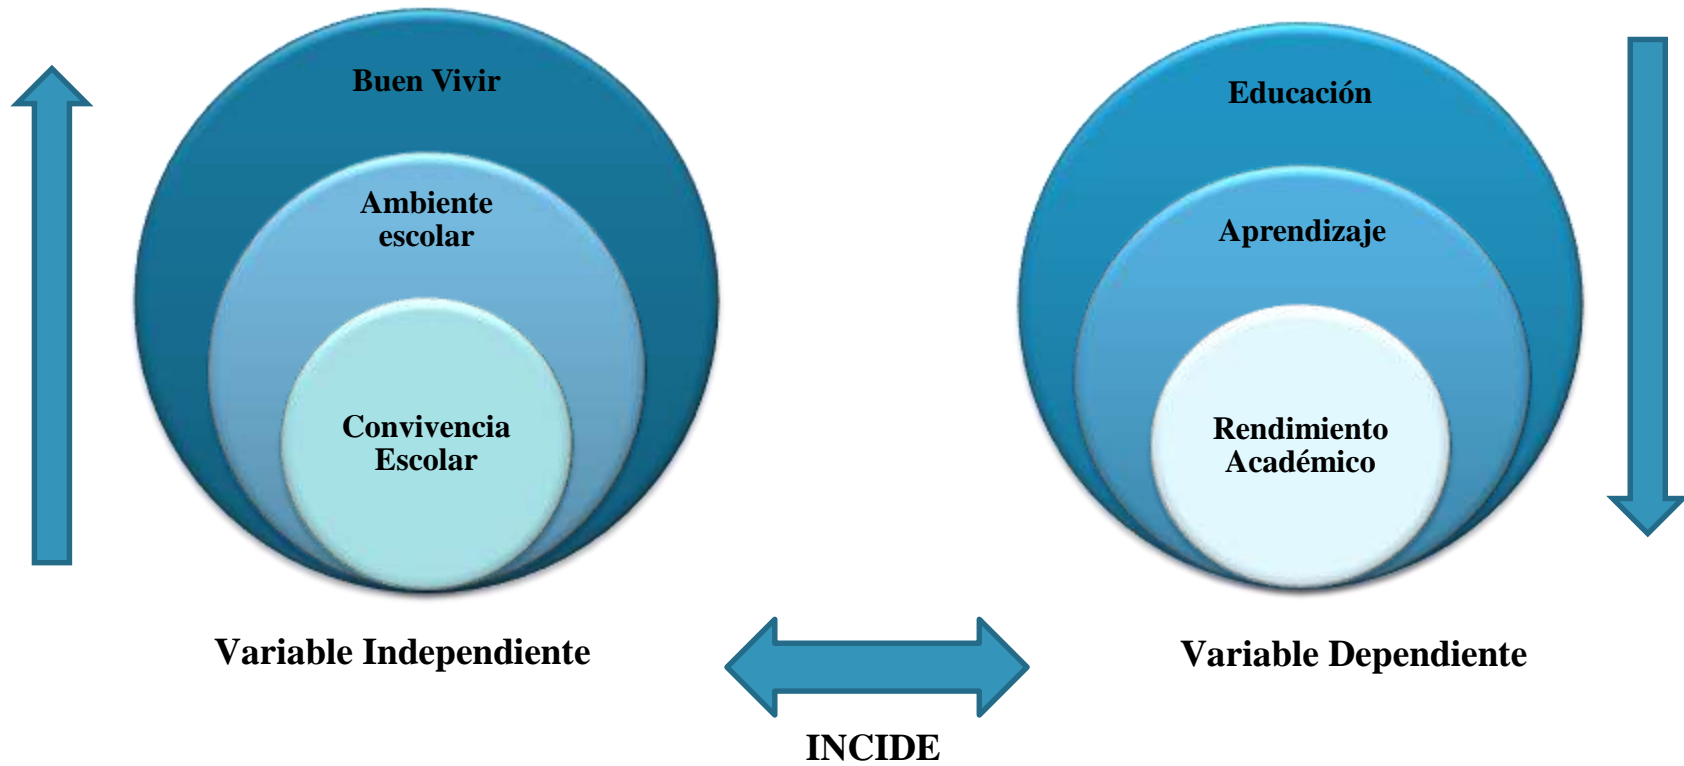 Buen Vivir
Ambiente
escolar
Convivencia
Escolar
Variable Independiente
Educación
Aprendizaje
Rendimiento
Académico
Variable Dependiente
INCIDE